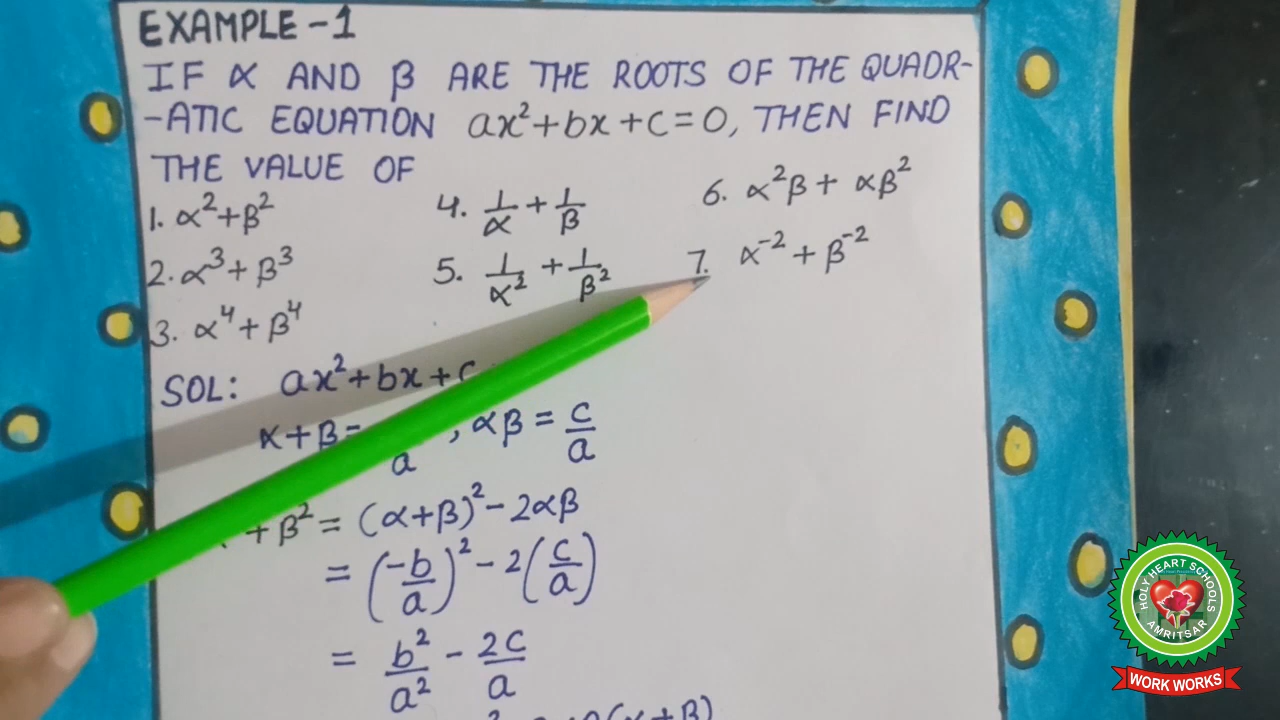 EXAMPLE-1
IF α AND β ARE THE ROOTS OF THE QUADR-
-ATIC EQUATION ax²+bx+c=0, THEN FIND
THE VALUE OF
1. α²+β²
2. α³+β³
3. α⁴+β⁴
4. 1/α + 1/β
5. 1/α² + 1/β²
6. α²β + αβ²
7. α⁻² + β⁻²
SOL: ax²+bx+c
α+β= /a , αβ = c/a
+β² = (α+β)² - 2αβ
= (-b/a)² - 2(c/a)
= b²/a² - 2c/a
(α+β)
HOLY HEART SCHOOLS
AMRITSAR
WORK WORKS